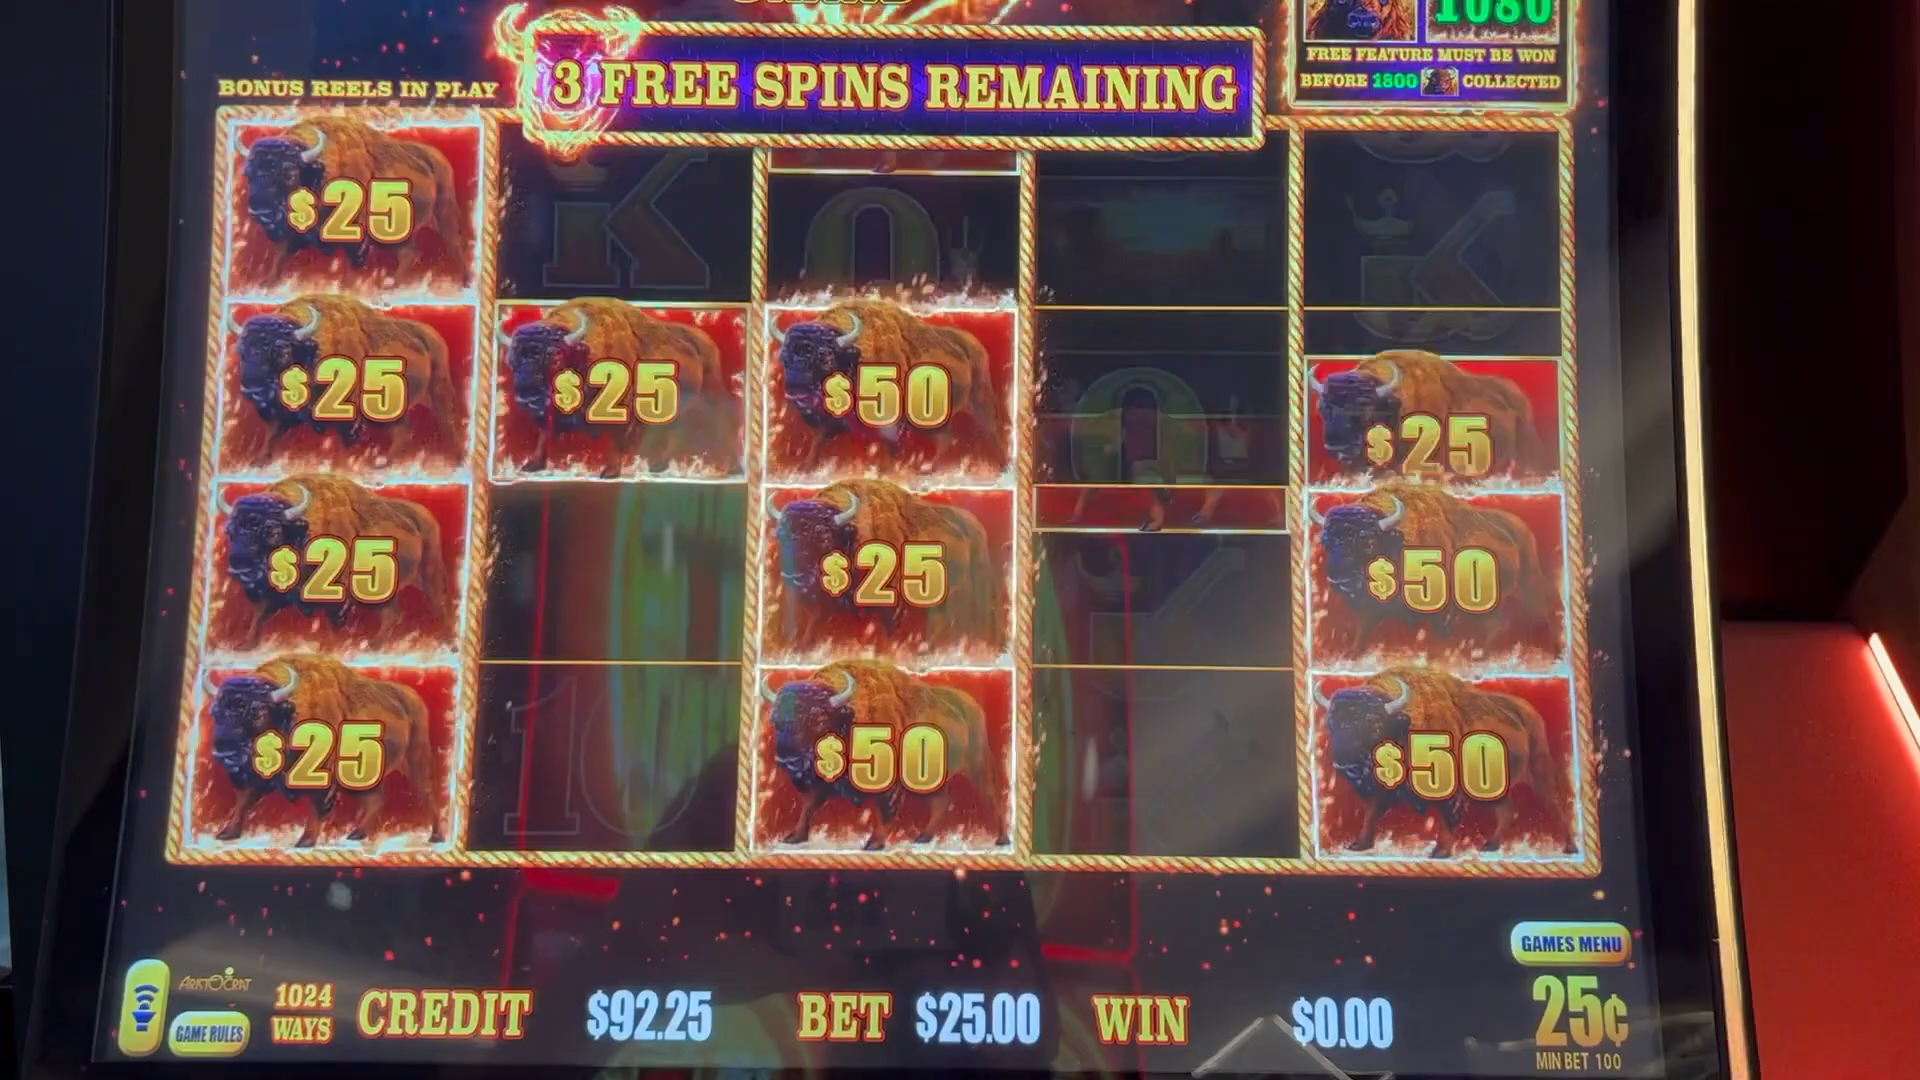 1080
FREE FEATURE MUST BE WON
BEFORE 1800 COLLECTED
3 FREE SPINS REMAINING
BONUS REELS IN PLAY
$25
K
Q
K
$25
$25
$50
Q
$25
$25
$25
$50
K
$25
10
$50
$50
GAMES MENU
ARISTOCRAT
GAME RULES
1024
WAYS
CREDIT $92.25 BET $25.00 WIN $0.00
25¢
MIN BET 100